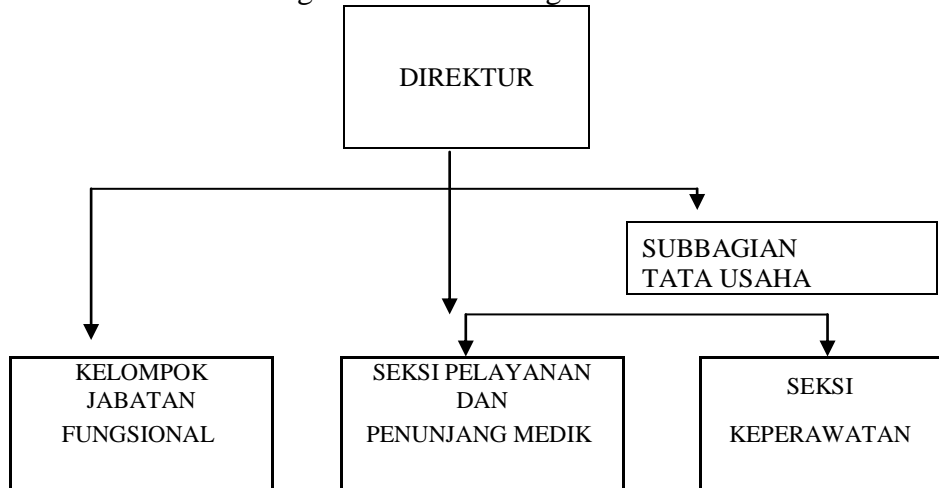 DIREKTUR
SUBBAGIAN
TATA USAHA
KELOMPOK
JABATAN
FUNGSIONAL
SEKSI PELAYANAN
DAN
PENUNJANG MEDIK
SEKSI
KEPERAWATAN